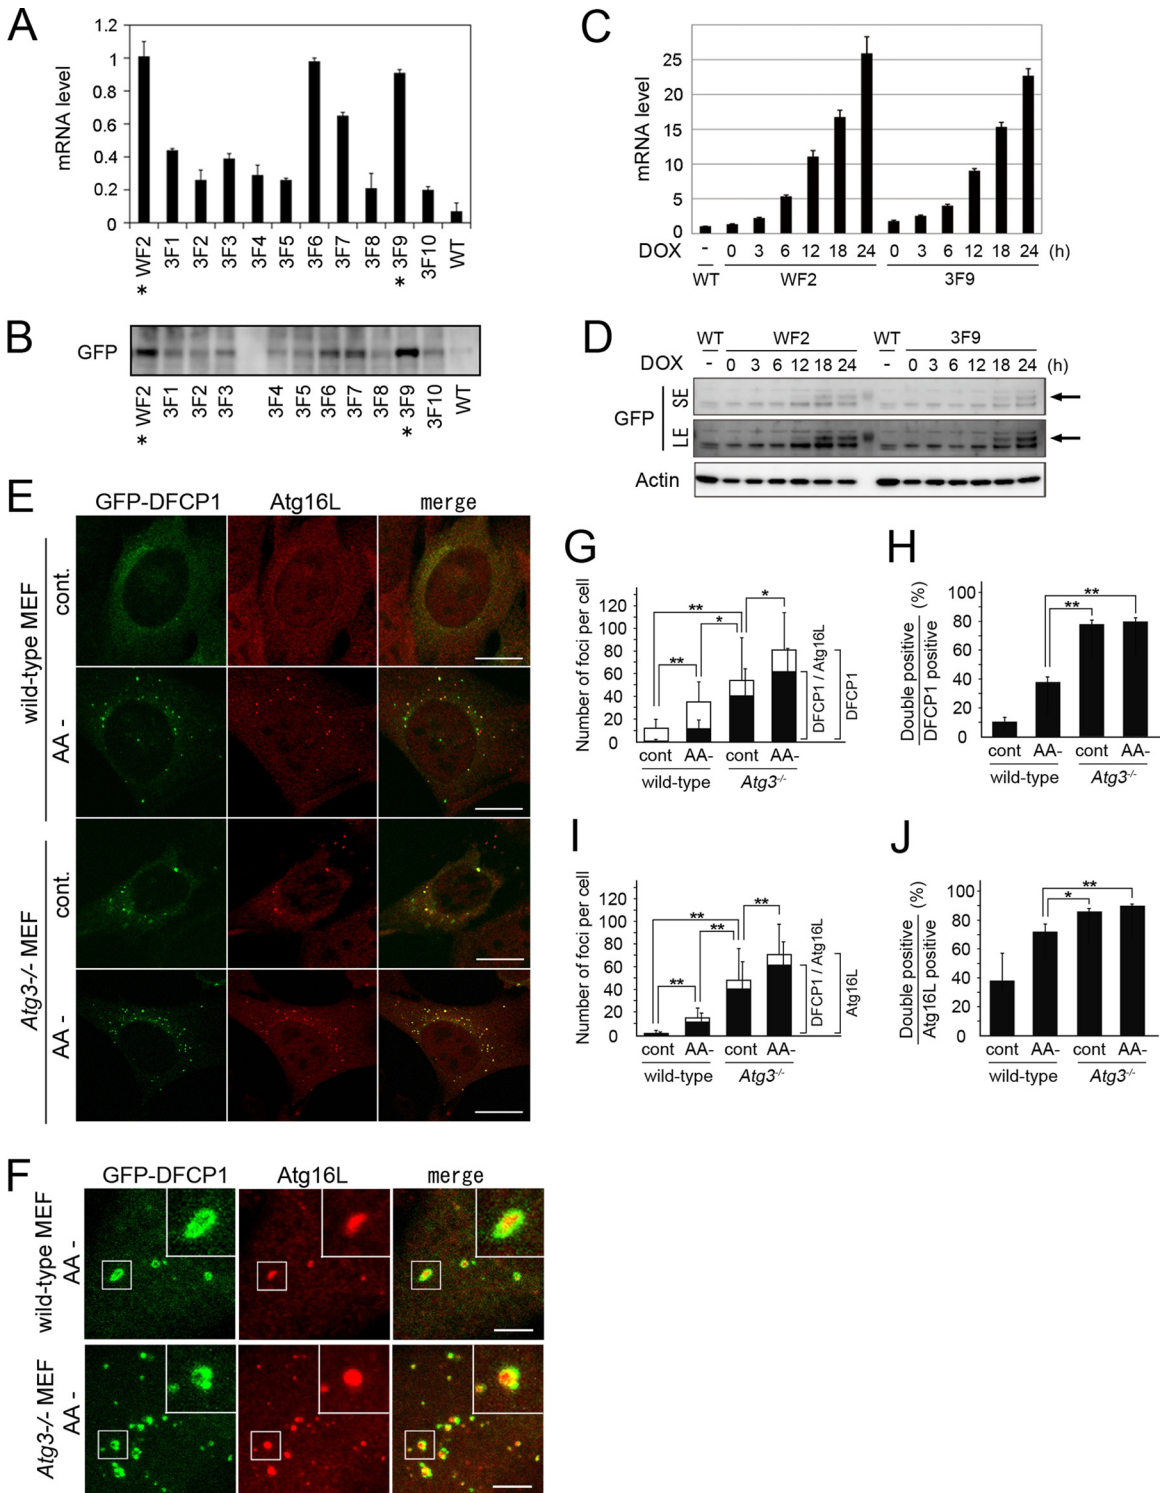 A
mRNA level
1.2
1
0.8
0.6
0.4
0.2
0
* WF2
3F1
3F2
3F3
3F4
3F5
3F6
3F7
3F8
* 3F9
3F10
WT
B
GFP
* WF2
3F1
3F2
3F3
3F4
3F5
3F6
3F7
3F8
* 3F9
3F10
WT
C
mRNA level
25
20
15
10
5
0
DOX - 0 3 6 12 18 24 0 3 6 12 18 24 (h)
WT WF2 3F9
D
WT WF2 WT 3F9
DOX - 0 3 6 12 18 24 - 0 3 6 12 18 24 (h)
GFP
SE
LE
Actin
E
GFP-DFCP1 Atg16L merge
wild-type MEF
cont.
AA -
Atg3-/- MEF
cont.
AA -
F
GFP-DFCP1 Atg16L merge
wild-type MEF
AA -
Atg3-/- MEF
AA -
G
Number of foci per cell
120
100
80
60
40
20
0
** * ** *
cont AA- cont AA-
wild-type Atg3-/-
DFCP1 / Atg16L
DFCP1
H
Double positive
DFCP1 positive
(%)
100
80
60
40
20
0
** **
cont AA- cont AA-
wild-type Atg3-/-
I
Number of foci per cell
120
100
80
60
40
20
0
** ** ** **
cont AA- cont AA-
wild-type Atg3-/-
DFCP1 / Atg16L
Atg16L
J
Double positive
Atg16L positive
(%)
100
80
60
40
20
0
** *
cont AA- cont AA-
wild-type Atg3-/-